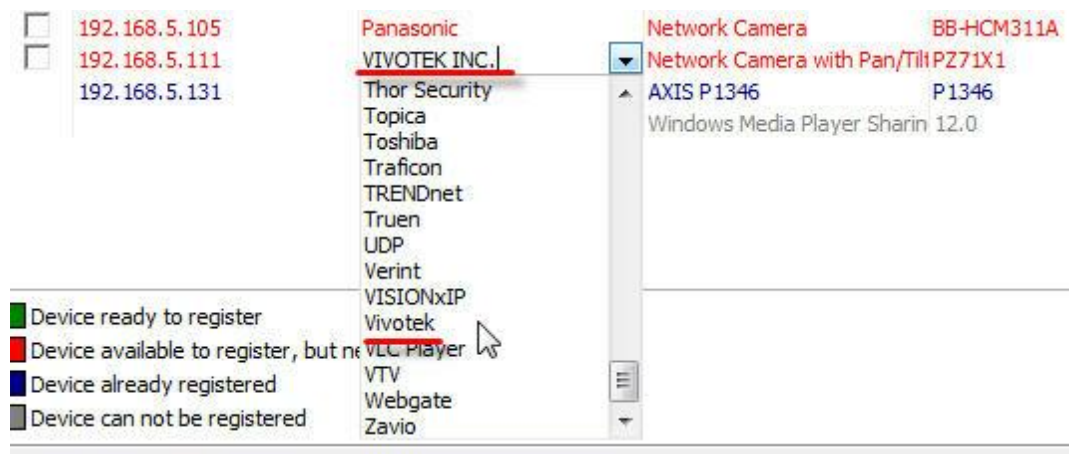 192.168.5.105 Panasonic Network Camera BB-HCM311A
192.168.5.111 VIVOTEK INC. Network Camera with Pan/Tilt PZ71X1
192.168.5.131 Thor Security AXIS P1346 P1346
Topica Windows Media Player Sharin 12.0
Toshiba
Traficon
TRENDnet
Truen
UDP
Verint
VISIONxIP
Device ready to register Vivotek
Device available to register, but ne VLC Player
Device already registered VTV
Webgate
Device can not be registered Zavio